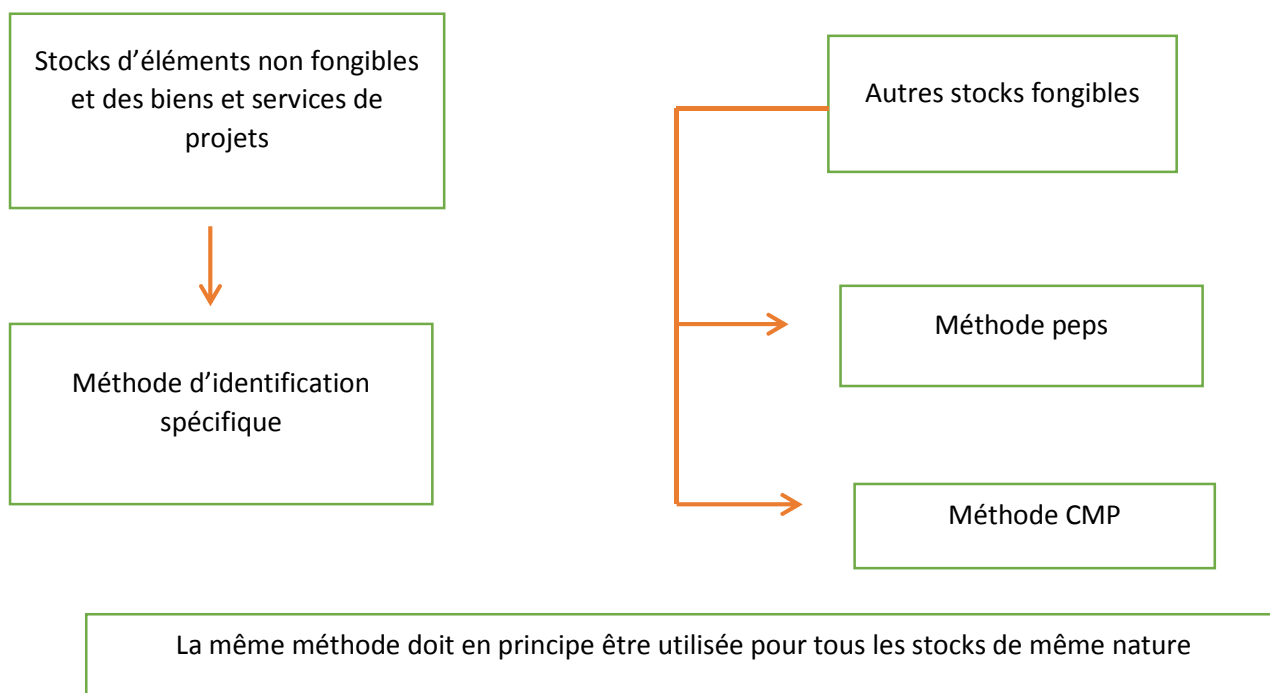 Stocks d’éléments non fongibles
et des biens et services de
projets
Autres stocks fongibles
Méthode d’identification
spécifique
Méthode peps
Méthode CMP
La même méthode doit en principe être utilisée pour tous les stocks de même nature